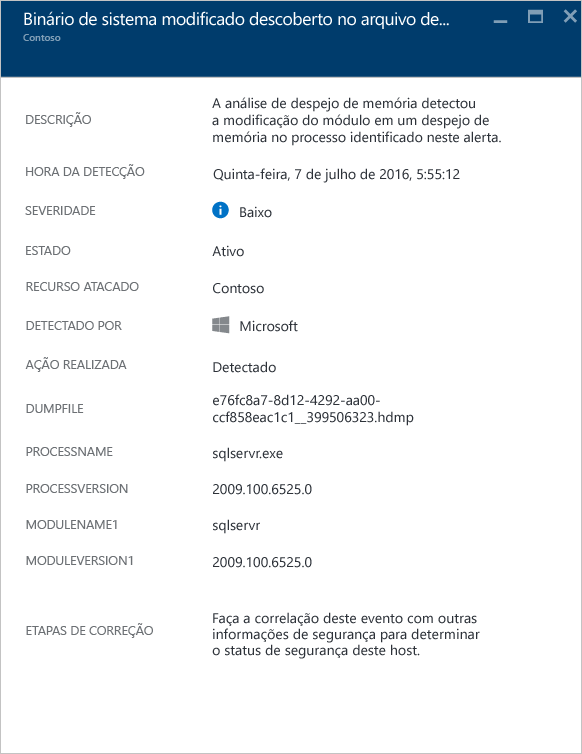 Binário de sistema modificado descoberto no arquivo de...
Contoso
DESCRIÇÃO
A análise de despejo de memória detectou
a modificação do módulo em um despejo de
memória no processo identificado neste alerta.
HORA DA DETECÇÃO
Quinta-feira, 7 de julho de 2016, 5:55:12
SEVERIDADE
Baixo
ESTADO
Ativo
RECURSO ATACADO
Contoso
DETECTADO POR
Microsoft
AÇÃO REALIZADA
Detectado
DUMPFILE
e76fc8a7-8d12-4292-aa00-
ccf858eac1c1__399506323.hdmp
PROCESSNAME
sqlservr.exe
PROCESSVERSION
2009.100.6525.0
MODULENAME1
sqlservr
MODULEVERSION1
2009.100.6525.0
ETAPAS DE CORREÇÃO
Faça a correlação deste evento com outras
informações de segurança para determinar
o status de segurança deste host.